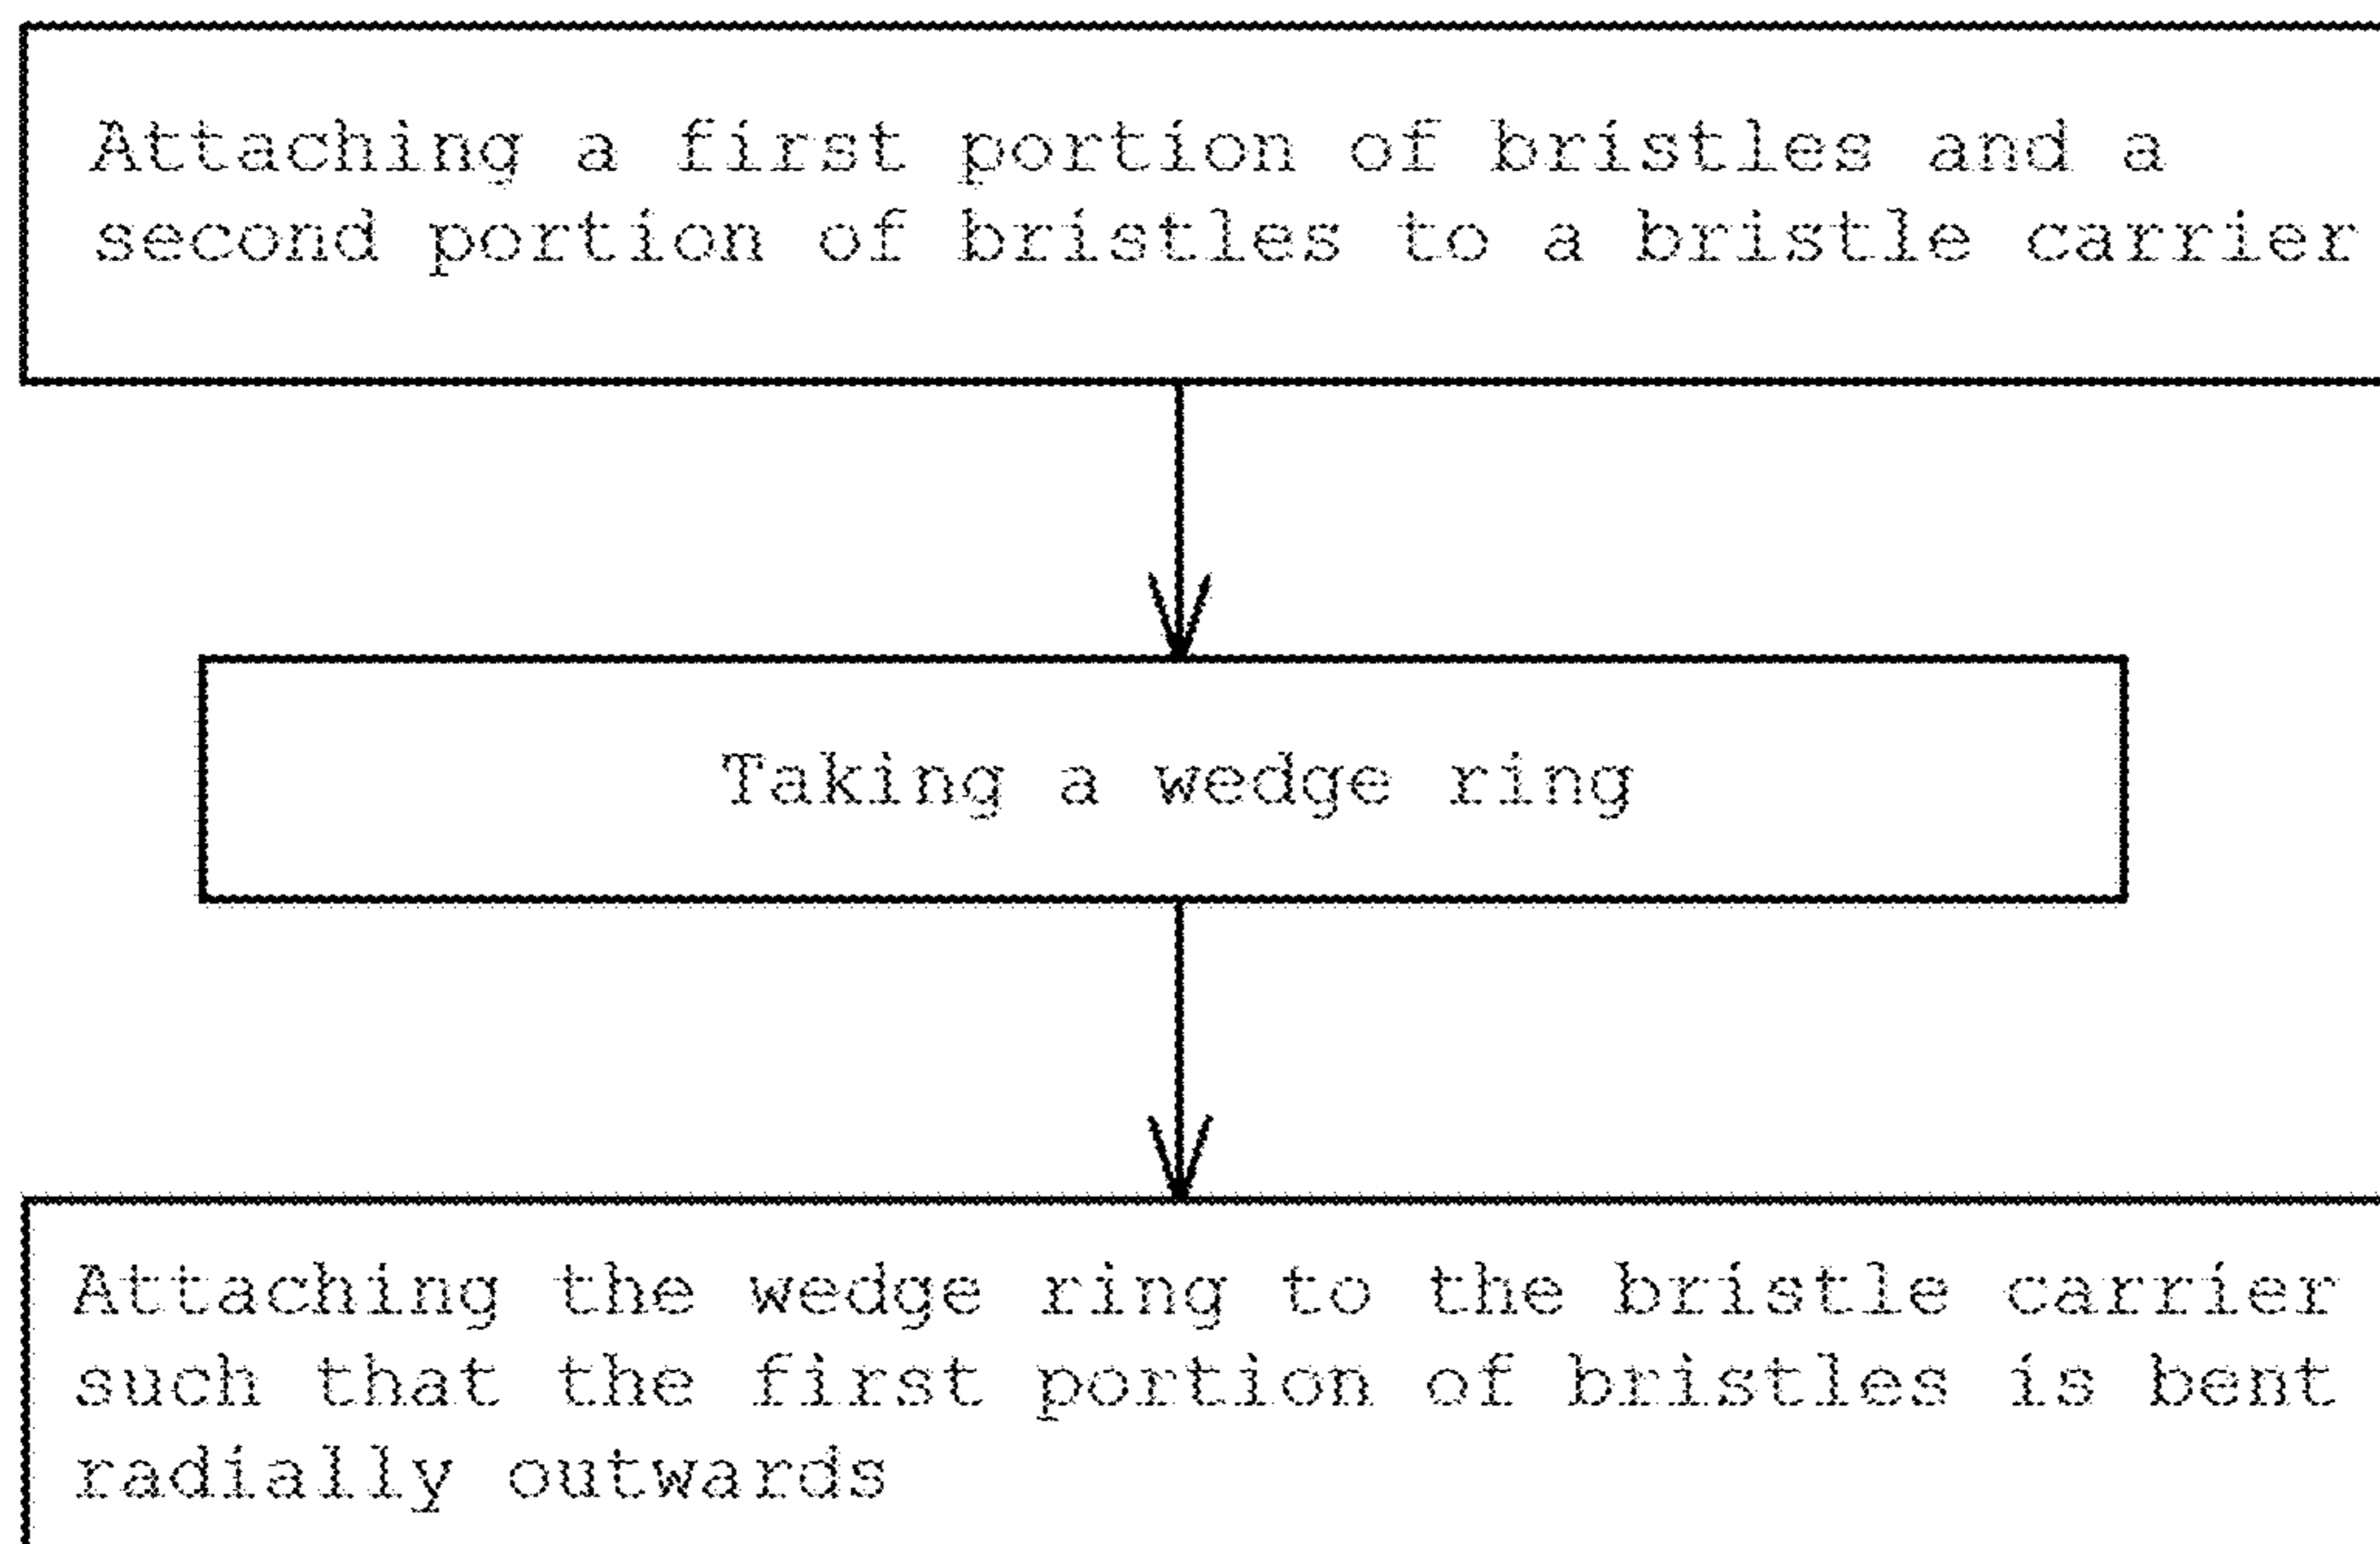 Attaching a first portion of bristles and a
second portion of bristles to a bristle carrier
Taking a wedge ring
Attaching the wedge ring to the bristle carrier
such that the first portion of bristles is bent
radially outwards